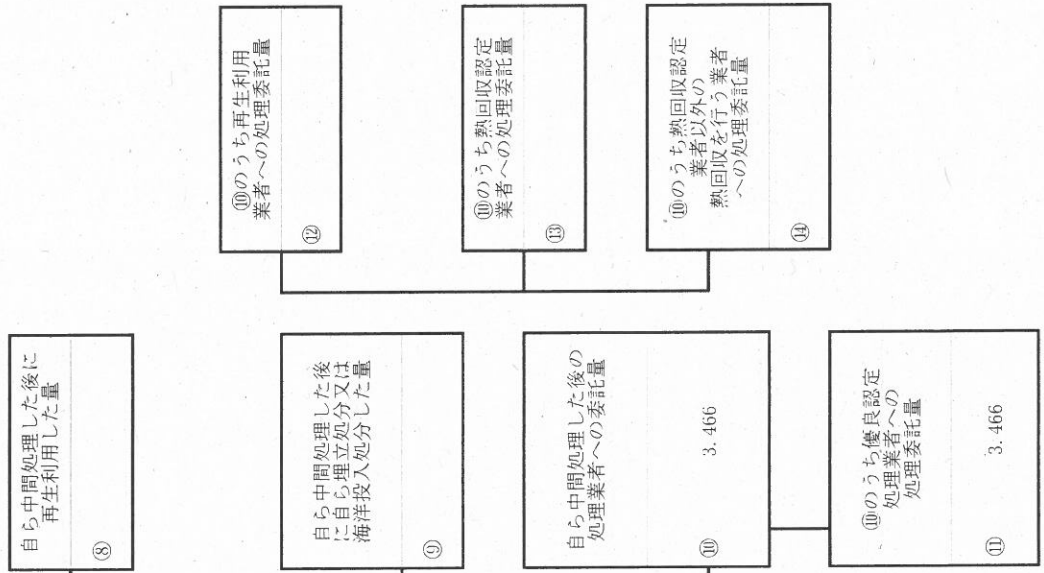 自ら中間処理した後に
再生利用した量
⑧
自ら中間処理した後
に自ら埋立処分又は
海洋投入処分した量
⑨
自ら中間処理した後の
処理業者への委託量
3.466
⑩
⑩のうち優良認定
処理業者への
処理委託量
3.466
⑪
⑩のうち再生利用
業者への処理委託量
⑫
⑩のうち熱回収認定
業者への処理委託量
⑬
⑩のうち熱回収認定
業者以外の
熱回収を行う業者
への処理委託量
⑭